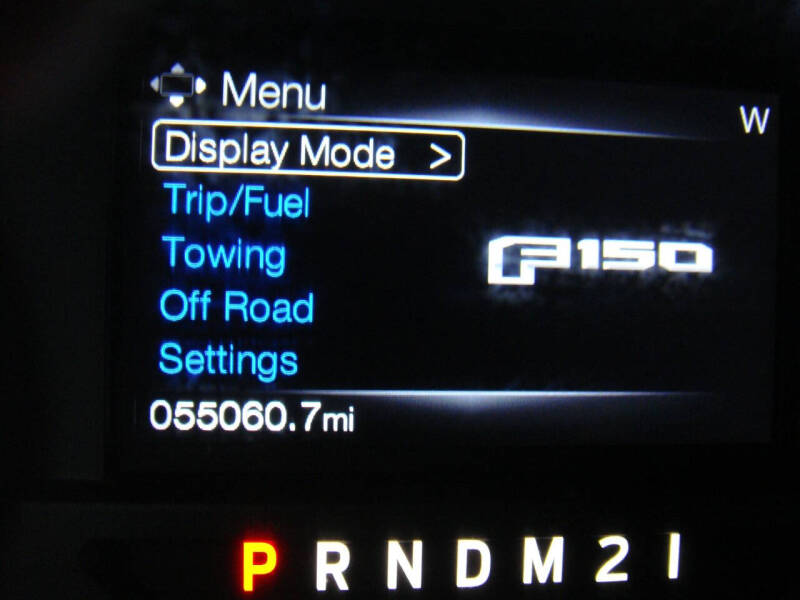 Menu
W
Display Mode >
Trip/Fuel
Towing
F150
Off Road
Settings
055060.7mi
P R N D M 2 1